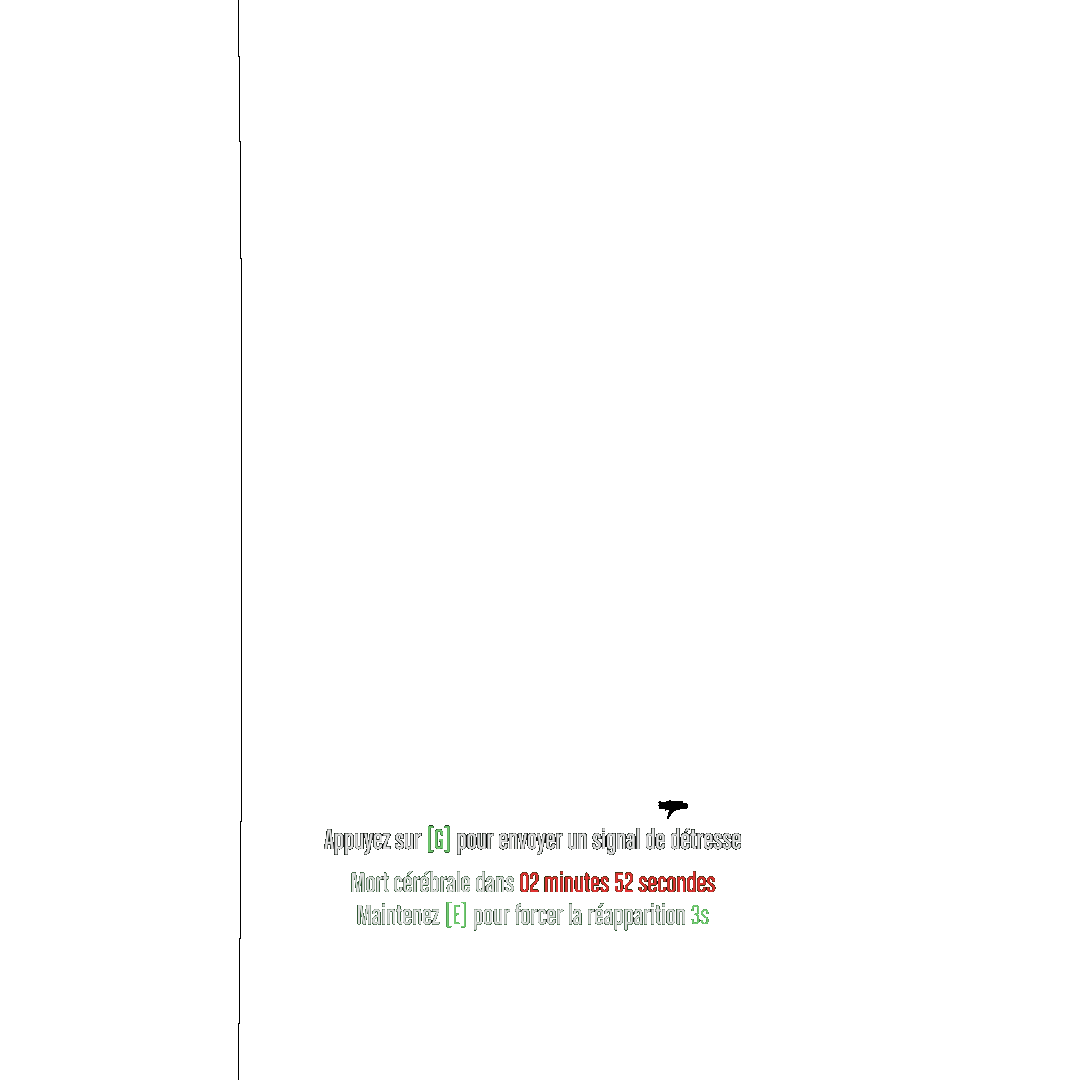 Appuyez sur [G] pour envoyer un signal de détresse
Mort cérébrale dans 02 minutes 52 secondes
Maintenez [E] pour forcer la réapparition 3s